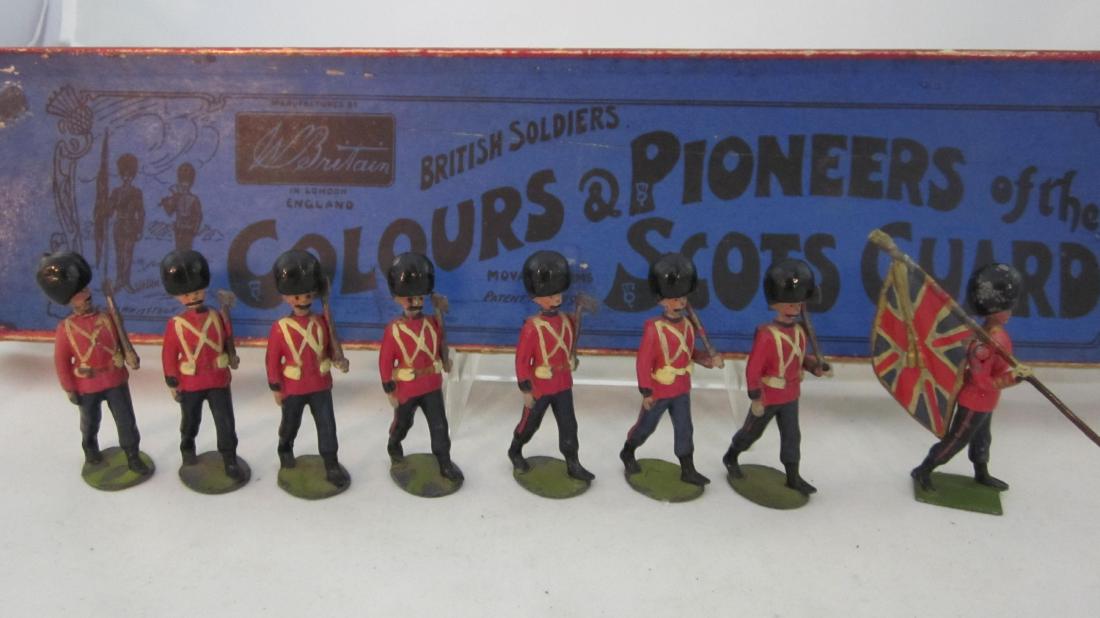 MANUFACTURED BY
W Britain
IN LONDON
ENGLAND
BRITISH SOLDIERS
COLOURS & PIONEERS of the
SCOTS GUARD